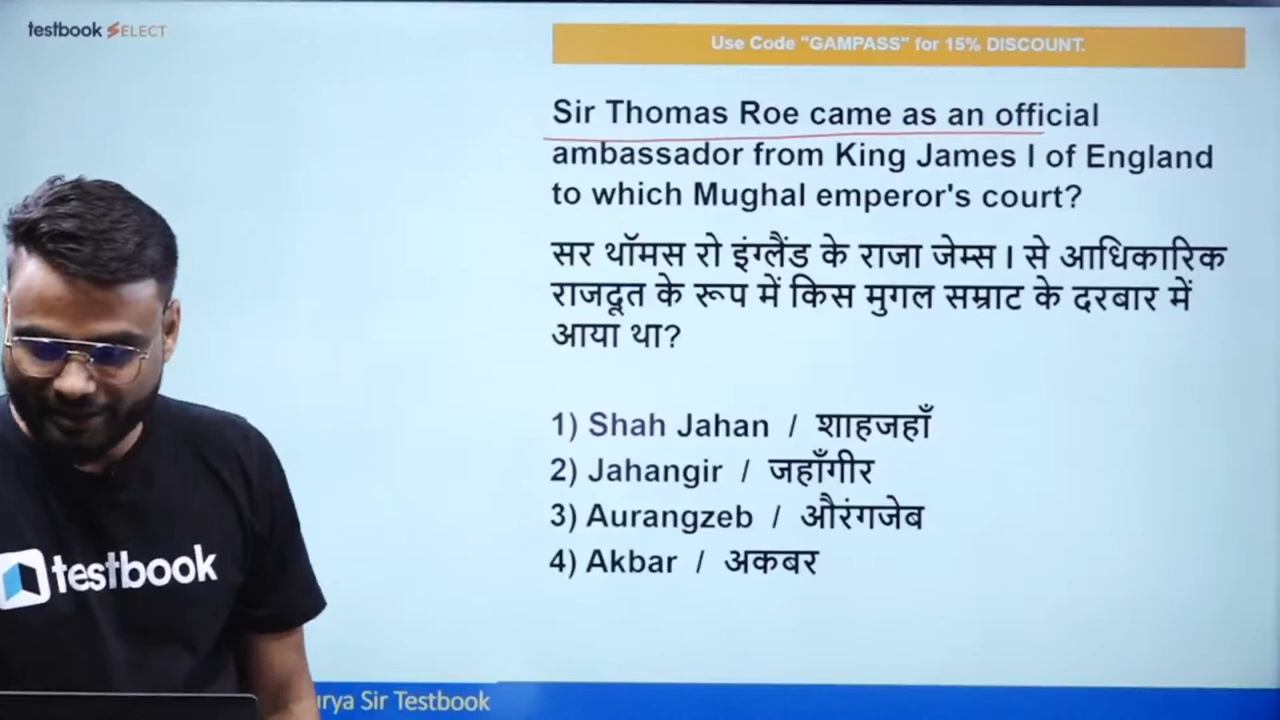 testbook SELECT
Use Code "GAMPASS" for 15% DISCOUNT.
Sir Thomas Roe came as an official
ambassador from King James I of England
to which Mughal emperor's court?
सर थॉमस रो इंग्लैंड के राजा जेम्स I से आधिकारिक
राजदूत के रूप में किस मुगल सम्राट के दरबार में
आया था?
1) Shah Jahan / शाहजहाँ
2) Jahangir / जहाँगीर
3) Aurangzeb / औरंगजेब
4) Akbar / अकबर
testbook
Sir Testbook